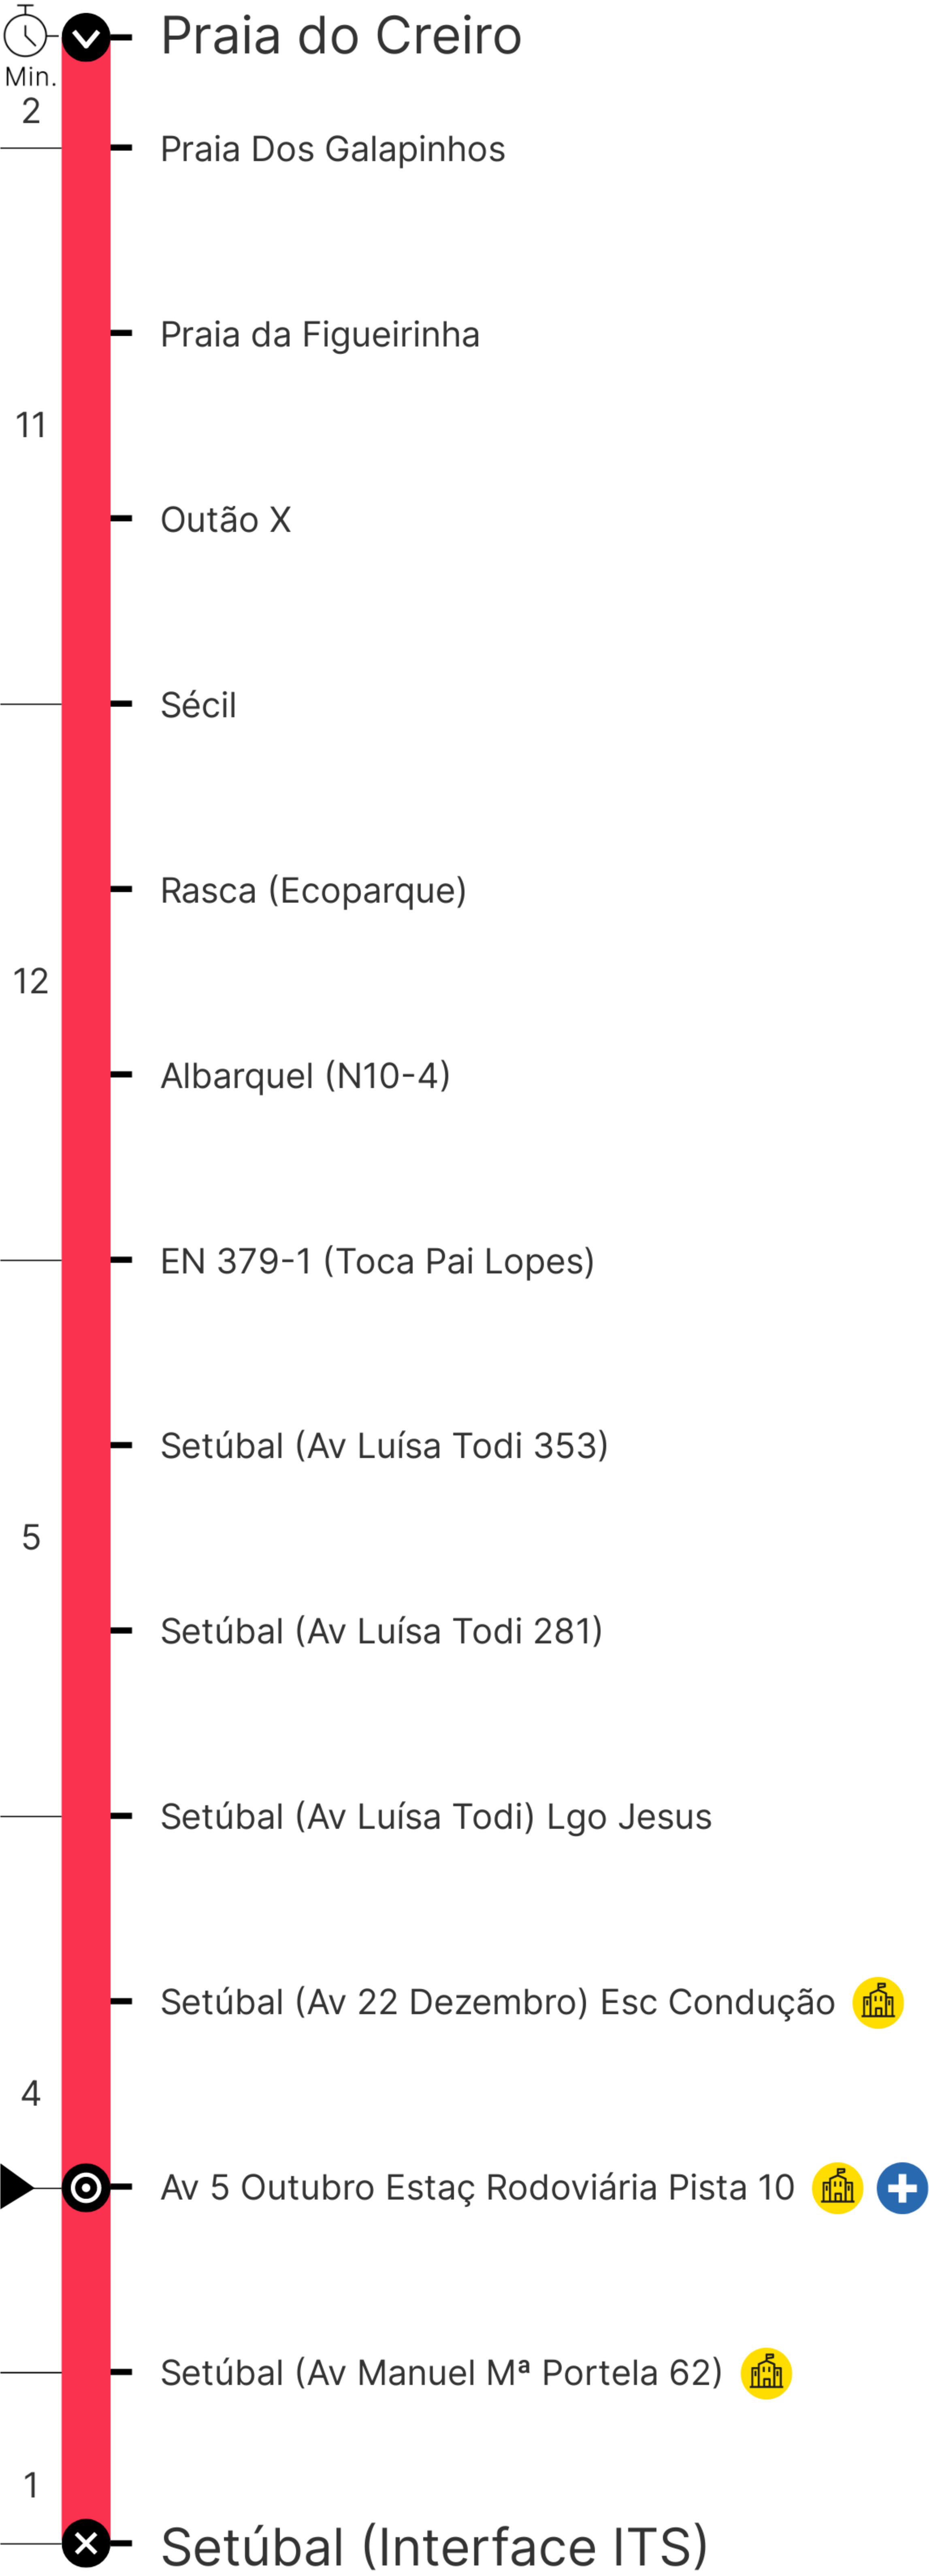 Praia do Creiro
Min.
2
Praia Dos Galapinhos
Praia da Figueirinha
11
Outão X
Sécil
Rasca (Ecoparque)
12
Albarquel (N10-4)
EN 379-1 (Toca Pai Lopes)
Setúbal (Av Luísa Todi 353)
5
Setúbal (Av Luísa Todi 281)
Setúbal (Av Luísa Todi) Lgo Jesus
Setúbal (Av 22 Dezembro) Esc Condução
4
Av 5 Outubro Estaç Rodoviária Pista 10
Setúbal (Av Manuel Mª Portela 62)
1
Setúbal (Interface ITS)